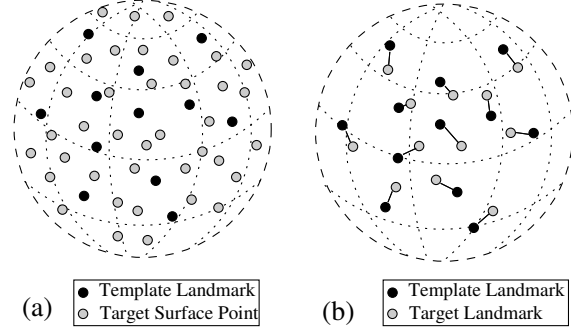 (a)
Template Landmark
Target Surface Point
(b)
Template Landmark
Target Landmark